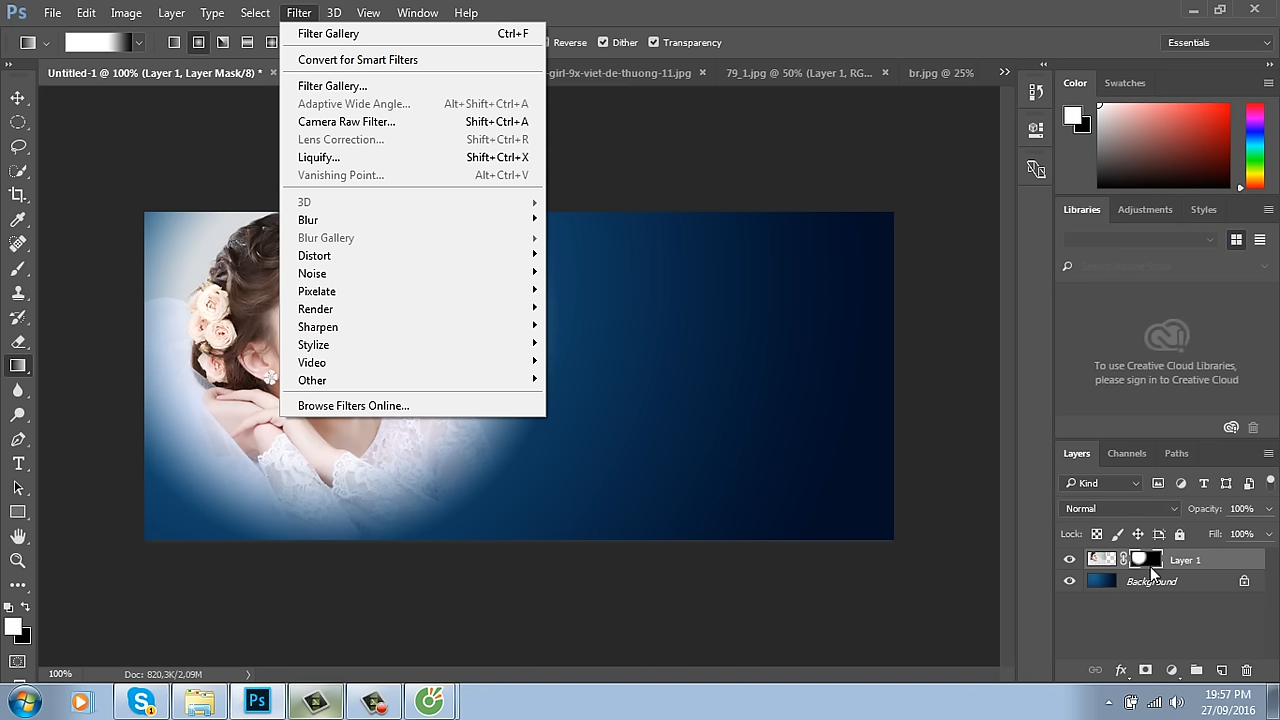 Ps File Edit Image Layer Type Select Filter 3D View Window Help
Reverse Dither Transparency Essentials
Untitled-1 @ 100% (Layer 1, Layer Mask/8) * -girl-9x-viet-de-thuong-11.jpg 79_1.jpg @ 50% (Layer 1, RG... br.jpg @ 25%
Filter Gallery Ctrl+F
Convert for Smart Filters
Filter Gallery...
Adaptive Wide Angle... Alt+Shift+Ctrl+A
Camera Raw Filter... Shift+Ctrl+A
Lens Correction... Shift+Ctrl+R
Liquify... Shift+Ctrl+X
Vanishing Point... Alt+Ctrl+V
3D
Blur
Blur Gallery
Distort
Noise
Pixelate
Render
Sharpen
Stylize
Video
Other
Browse Filters Online...
Color Swatches
Libraries Adjustments Styles
To use Creative Cloud Libraries,
please sign in to Creative Cloud
Layers Channels Paths
Kind
Normal Opacity: 100%
Lock: Fill: 100%
Layer 1
Background
100% Doc: 820,3K/2,09M
Ps
19:57 PM
27/09/2016